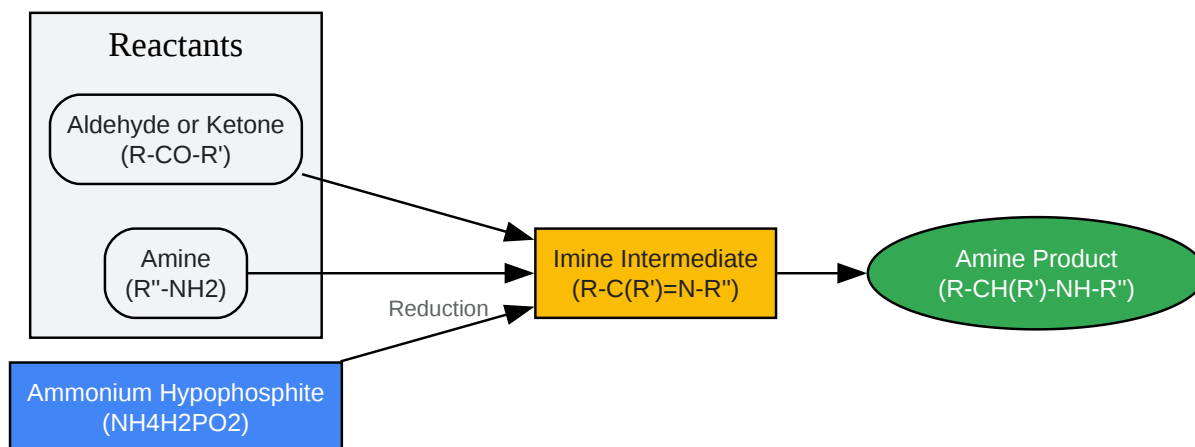 Reactants
Aldehyde or Ketone
(R-CO-R')
Amine
(R''-NH2)
Reduction
Ammonium Hypophosphite
(NH4H2PO2)
Imine Intermediate
(R-C(R')=N-R'')
Amine Product
(R-CH(R')-NH-R'')